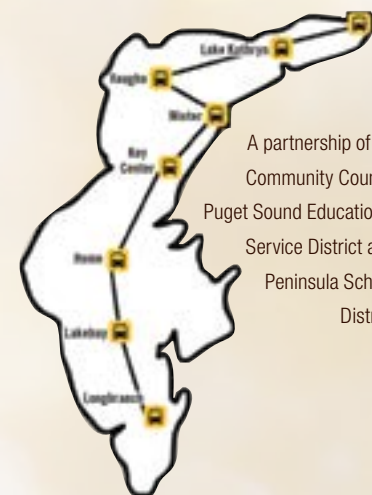 Lake Kathryn
Vaughn
Minter
Key
Center
Home
Lakebay
Longbranch
A partnership of
Community Coun
Puget Sound Educatio
Service District a
Peninsula Sch
Distr